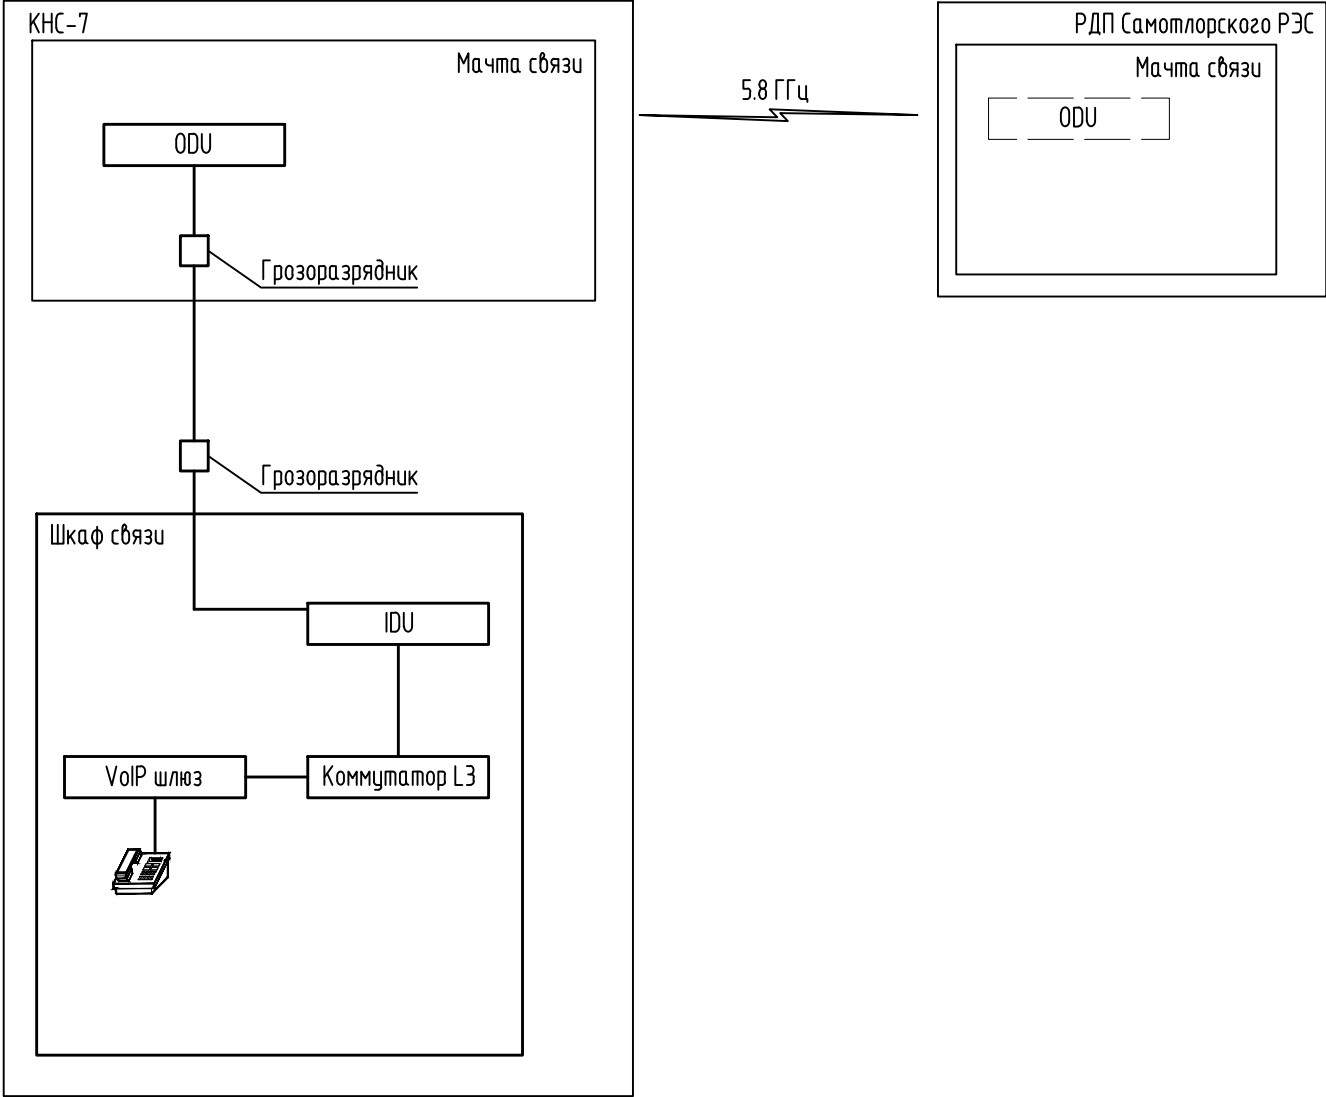 КНС-7
Мачта связи
ODU
Грозоразрядник
Грозоразрядник
Шкаф связи
IDU
VoIP шлюз
Коммутатор L3
5.8 ГГц
РДП Самотлорского РЭС
Мачта связи
ODU